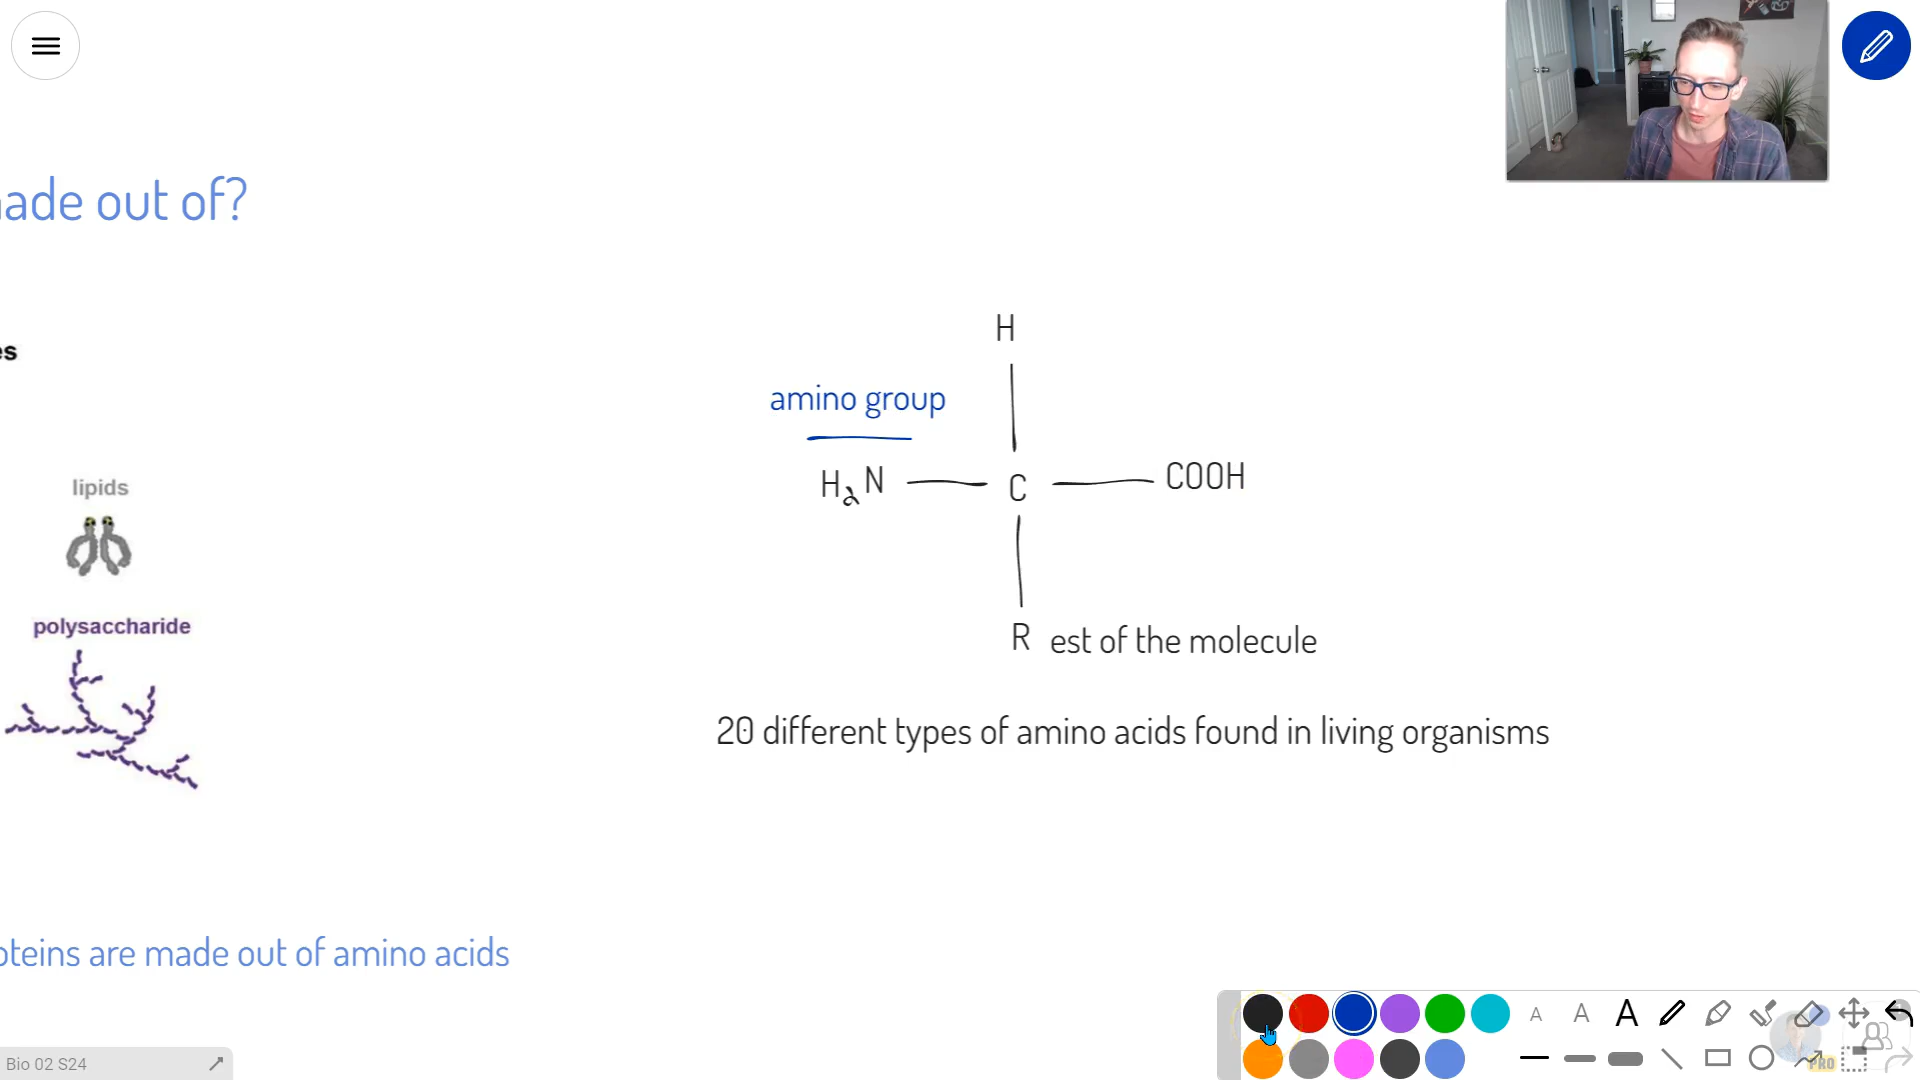 ade out of?
es
lipids
polysaccharide
H
amino group
H₂N
C
COOH
R est of the molecule
20 different types of amino acids found in living organisms
oteins are made out of amino acids
A A A
PRO
Bio 02 S24